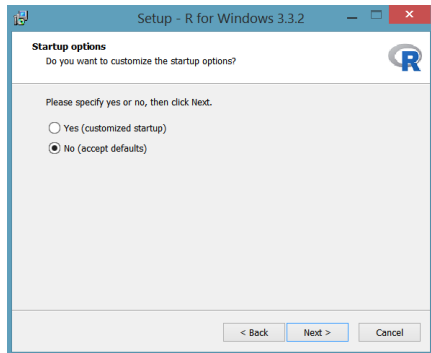 Setup - R for Windows 3.3.2
Startup options
Do you want to customize the startup options?
R
Please specify yes or no, then click Next.
Yes (customized startup)
No (accept defaults)
< Back Next > Cancel